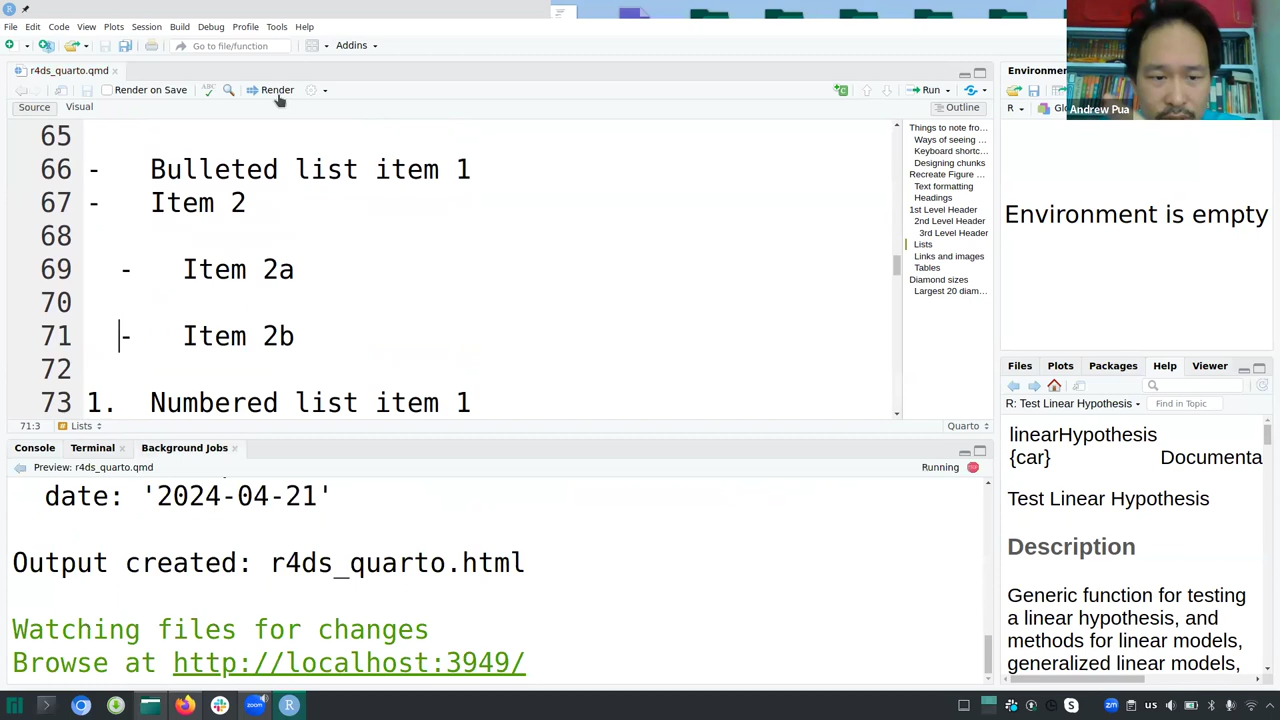 File Edit Code View Plots Session Build Debug Profile Tools Help
Go to file/function Addins
r4ds_quarto.qmd
Render on Save Render Run
Source Visual Outline
65
66 - Bulleted list item 1
67 - Item 2
68
69 - Item 2a
70
71 - Item 2b
72
73 1. Numbered list item 1
71:3 Lists Quarto
Things to note fro…
Ways of seeing …
Keyboard shortc…
Designing chunks
Recreate Figure …
Text formatting
Headings
1st Level Header
2nd Level Header
3rd Level Header
Lists
Links and images
Tables
Diamond sizes
Largest 20 diam…
Console Terminal Background Jobs
Preview: r4ds_quarto.qmd Running
date: '2024-04-21'
Output created: r4ds_quarto.html
Watching files for changes
Browse at http://localhost:3949/
Andrew Pua
Environment is empty
Files Plots Packages Help Viewer
R: Test Linear Hypothesis Find in Topic
linearHypothesis
{car} Documenta
Test Linear Hypothesis
Description
Generic function for testing
a linear hypothesis, and
methods for linear models,
generalized linear models,
us